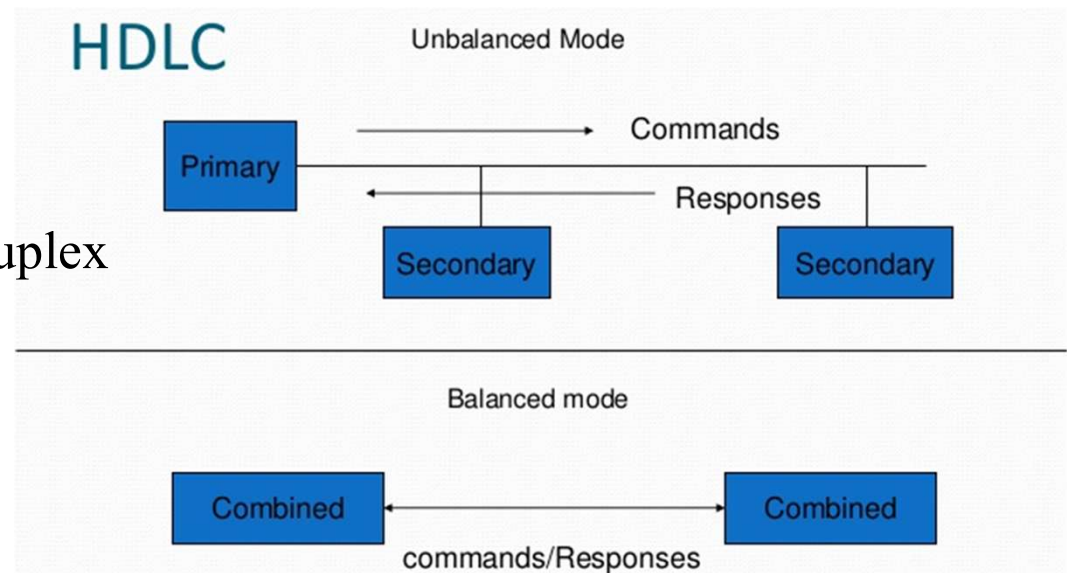 HDLC
Unbalanced Mode
Commands
Primary
Responses
uplex
Secondary
Secondary
Balanced mode
Combined
Combined
commands/Responses